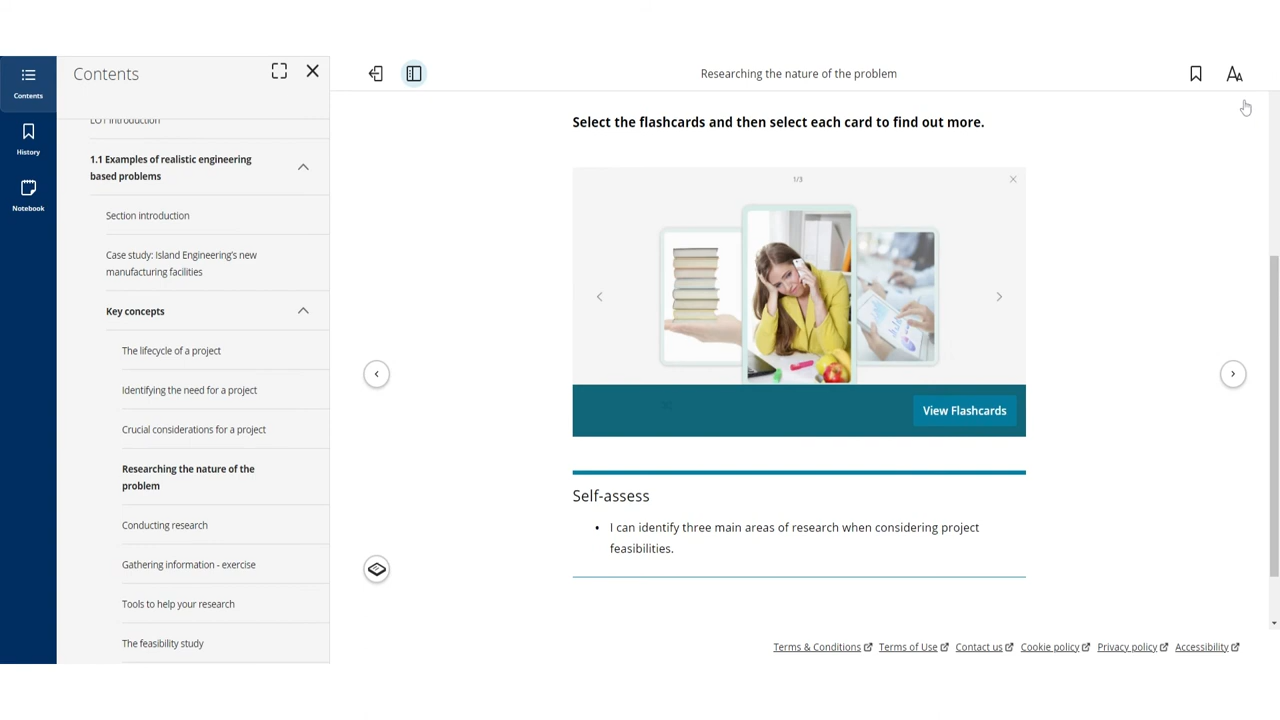 Contents
History
Notebook
Contents
LO1 Introduction
1.1 Examples of realistic engineering
based problems
Section introduction
Case study: Island Engineering's new
manufacturing facilities
Key concepts
The lifecycle of a project
Identifying the need for a project
Crucial considerations for a project
Researching the nature of the
problem
Conducting research
Gathering information - exercise
Tools to help your research
The feasibility study
Researching the nature of the problem
AA
Select the flashcards and then select each card to find out more.
1/3
View Flashcards
Self-assess
• I can identify three main areas of research when considering project
feasibilities.
Terms & Conditions Terms of Use Contact us Cookie policy Privacy policy Accessibility